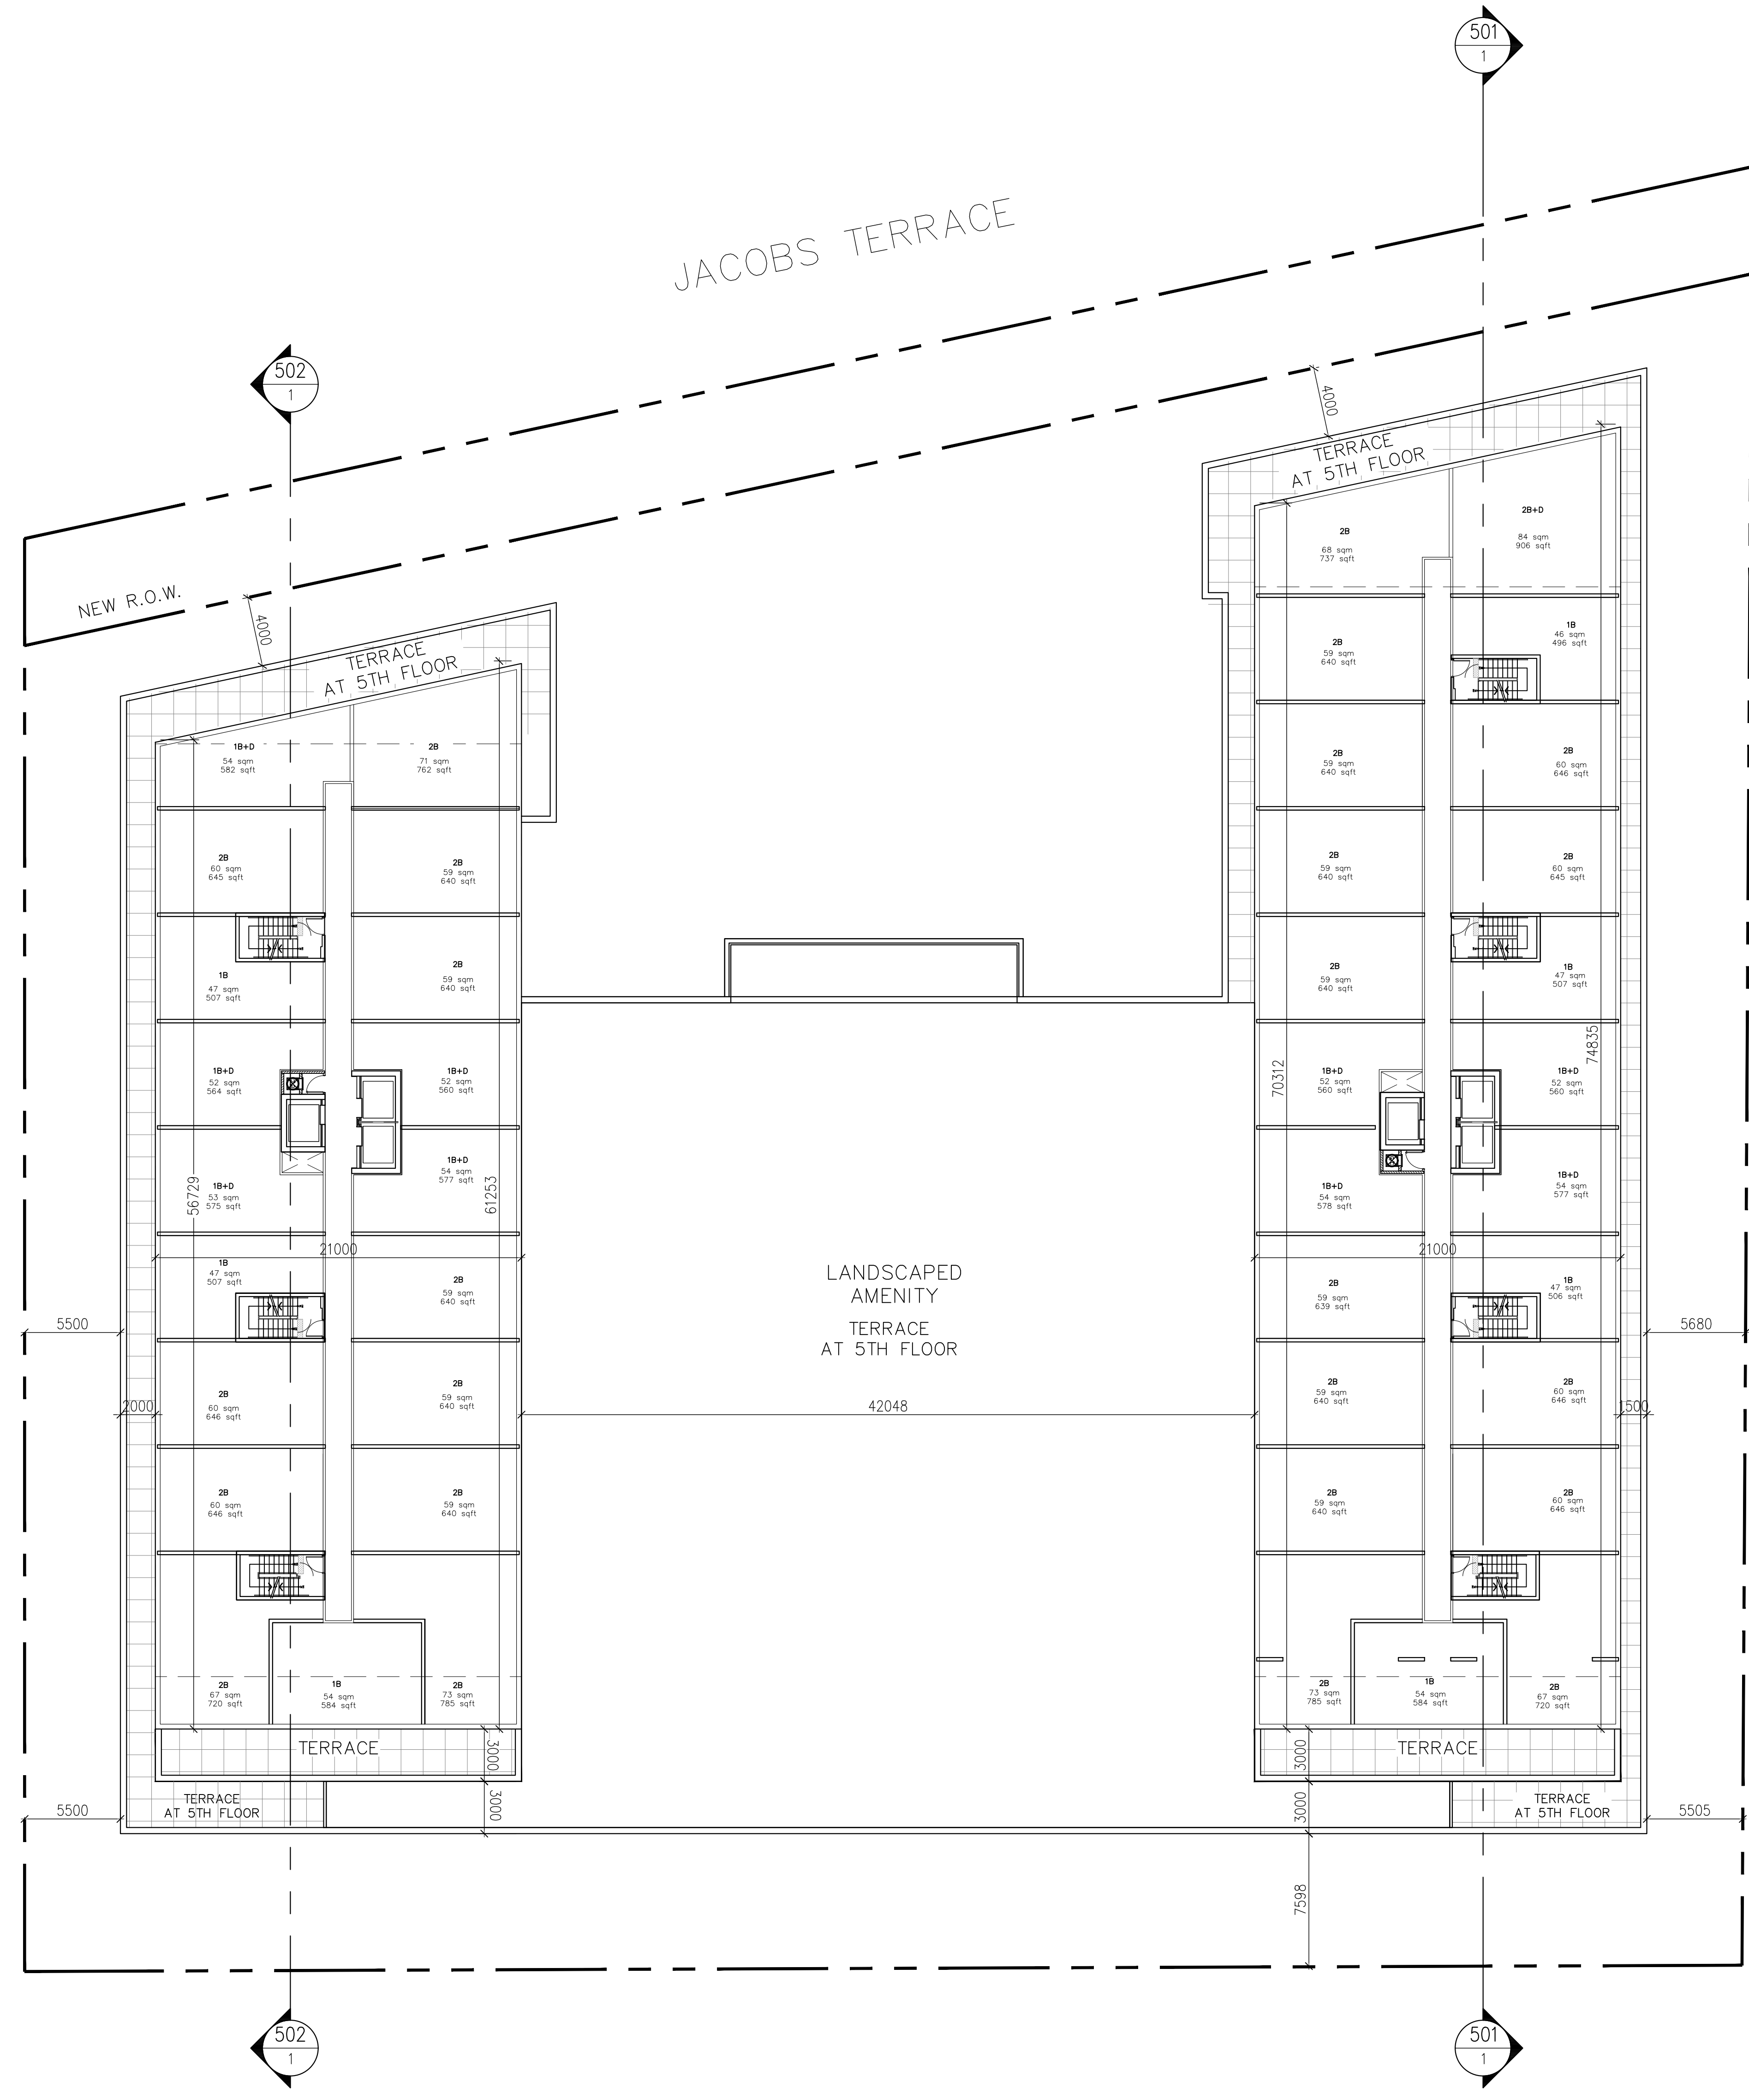 501
1
JACOBS TERRACE
502
1
NEW R.O.W.
4000
4000
TERRACE
AT 5TH FLOOR
TERRACE
AT 5TH FLOOR
1B+D
54 sqm
582 sqft
2B
71 sqm
762 sqft
2B
60 sqm
645 sqft
2B
59 sqm
640 sqft
1B
47 sqm
507 sqft
2B
59 sqm
640 sqft
1B+D
52 sqm
564 sqft
1B+D
52 sqm
560 sqft
1B+D
53 sqm
575 sqft
1B+D
54 sqm
577 sqft
56729
61253
21000
1B
47 sqm
507 sqft
2B
59 sqm
640 sqft
2B
60 sqm
646 sqft
2B
59 sqm
640 sqft
2B
60 sqm
646 sqft
2B
59 sqm
640 sqft
2B
67 sqm
720 sqft
1B
54 sqm
584 sqft
2B
73 sqm
785 sqft
TERRACE
3000
TERRACE
AT 5TH FLOOR
3000
5500
2000
5500
LANDSCAPED
AMENITY
TERRACE
AT 5TH FLOOR
42048
2B
68 sqm
737 sqft
2B+D
84 sqm
906 sqft
2B
59 sqm
640 sqft
1B
46 sqm
496 sqft
2B
59 sqm
640 sqft
2B
60 sqm
646 sqft
2B
59 sqm
640 sqft
2B
60 sqm
645 sqft
2B
59 sqm
640 sqft
1B
47 sqm
507 sqft
70312
74835
1B+D
52 sqm
560 sqft
1B+D
52 sqm
560 sqft
1B+D
54 sqm
578 sqft
1B+D
54 sqm
577 sqft
21000
2B
59 sqm
639 sqft
1B
47 sqm
506 sqft
2B
59 sqm
640 sqft
2B
60 sqm
646 sqft
2B
59 sqm
640 sqft
2B
60 sqm
646 sqft
2B
73 sqm
785 sqft
1B
54 sqm
584 sqft
2B
67 sqm
720 sqft
5680
1500
3000
TERRACE
3000
TERRACE
AT 5TH FLOOR
5505
7598
502
1
501
1